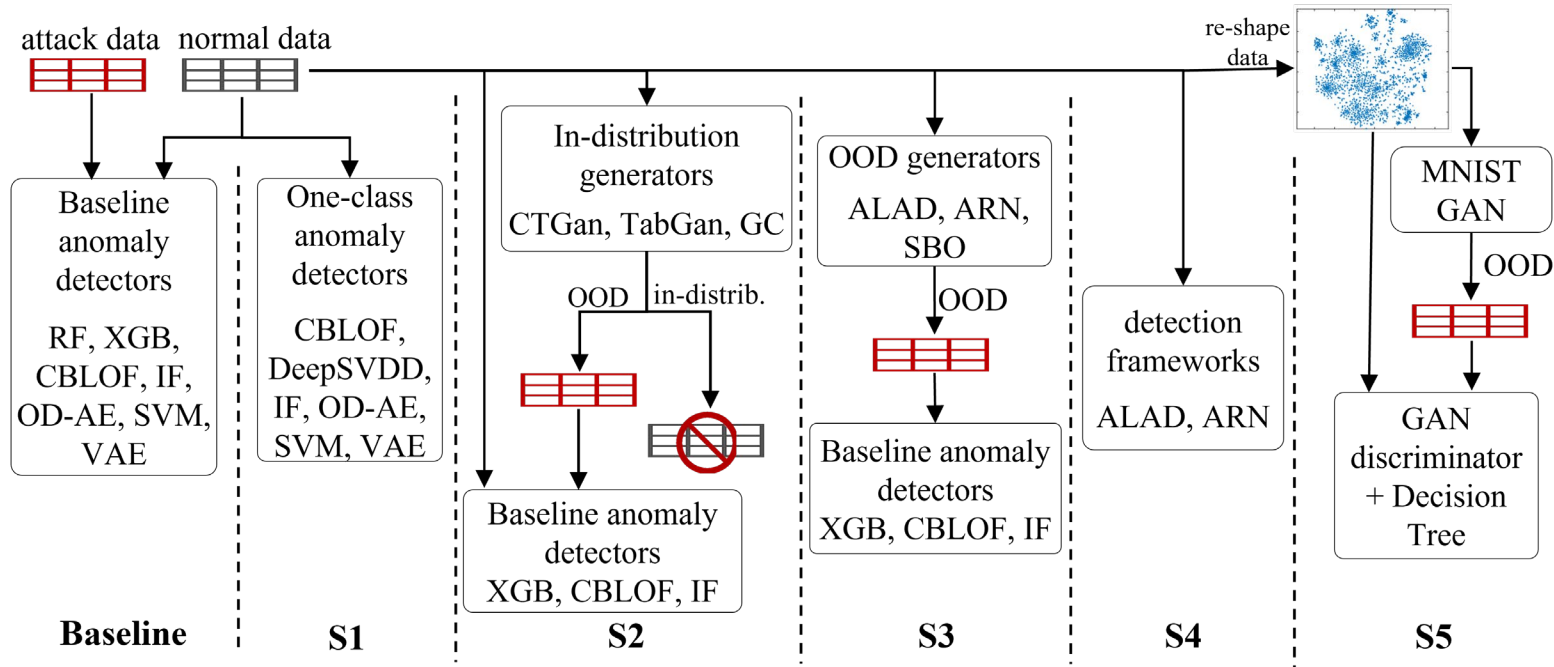 attack data
normal data
re-shape
data
Baseline
anomaly
detectors
RF, XGB,
CBLOF, IF,
OD-AE, SVM,
VAE
One-class
anomaly
detectors
CBLOF,
DeepSVDD,
IF, OD-AE,
SVM, VAE
In-distribution
generators
CTGan, TabGan, GC
OOD
in-distrib.
Baseline anomaly
detectors
XGB, CBLOF, IF
OOD generators
ALAD, ARN,
SBO
OOD
Baseline anomaly
detectors
XGB, CBLOF, IF
detection
frameworks
ALAD, ARN
MNIST
GAN
OOD
GAN
discriminator
+ Decision
Tree
Baseline
S1
S2
S3
S4
S5